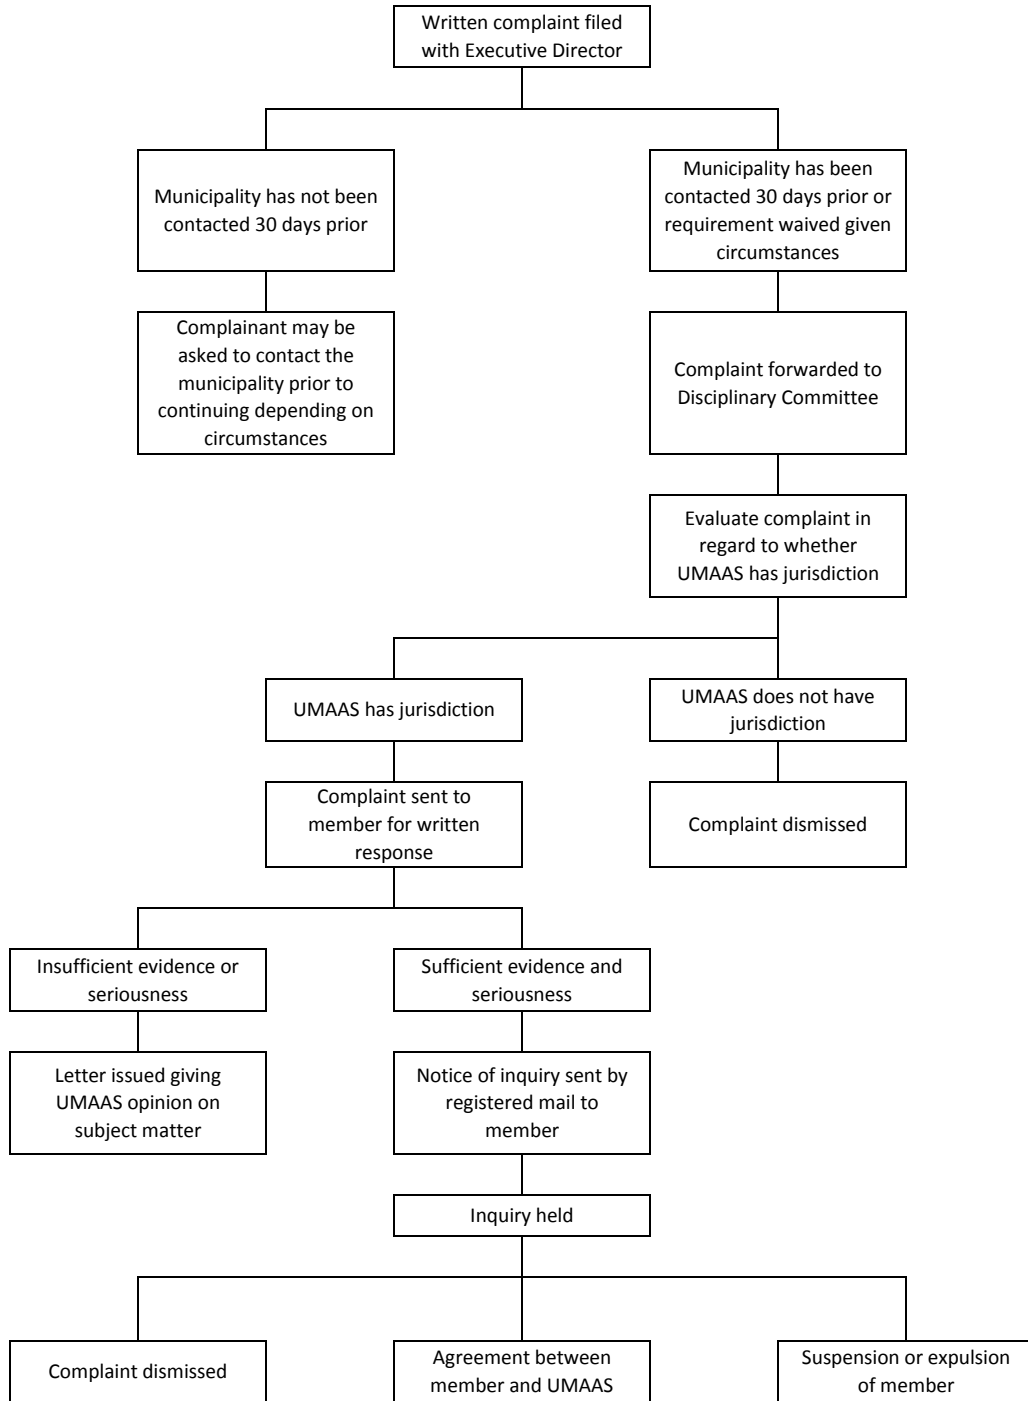 Written complaint filed
with Executive Director
Municipality has not been
contacted 30 days prior
Municipality has been
contacted 30 days prior or
requirement waived given
circumstances
Complainant may be
asked to contact the
municipality prior to
continuing depending on
circumstances
Complaint forwarded to
Disciplinary Committee
Evaluate complaint in
regard to whether
UMAAS has jurisdiction
UMAAS has jurisdiction
UMAAS does not have
jurisdiction
Complaint sent to
member for written
response
Complaint dismissed
Insufficient evidence or
seriousness
Sufficient evidence and
seriousness
Letter issued giving
UMAAS opinion on
subject matter
Notice of inquiry sent by
registered mail to
member
Inquiry held
Complaint dismissed
Agreement between
member and UMAAS
Suspension or expulsion
of member